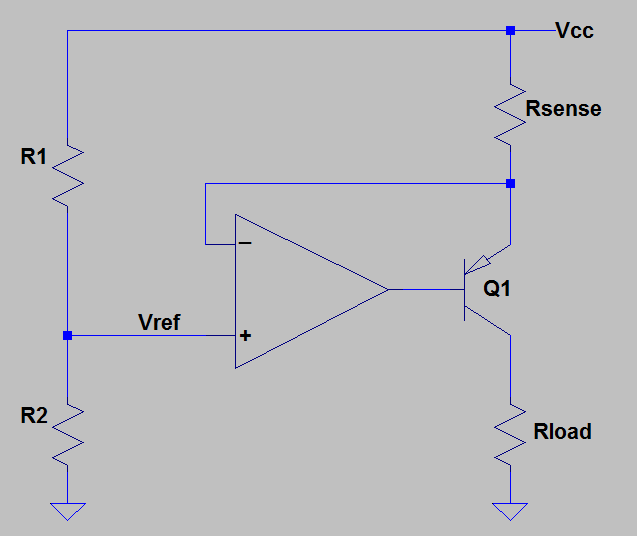 Vcc
Rsense
R1
−
Q1
Vref
+
R2
Rload